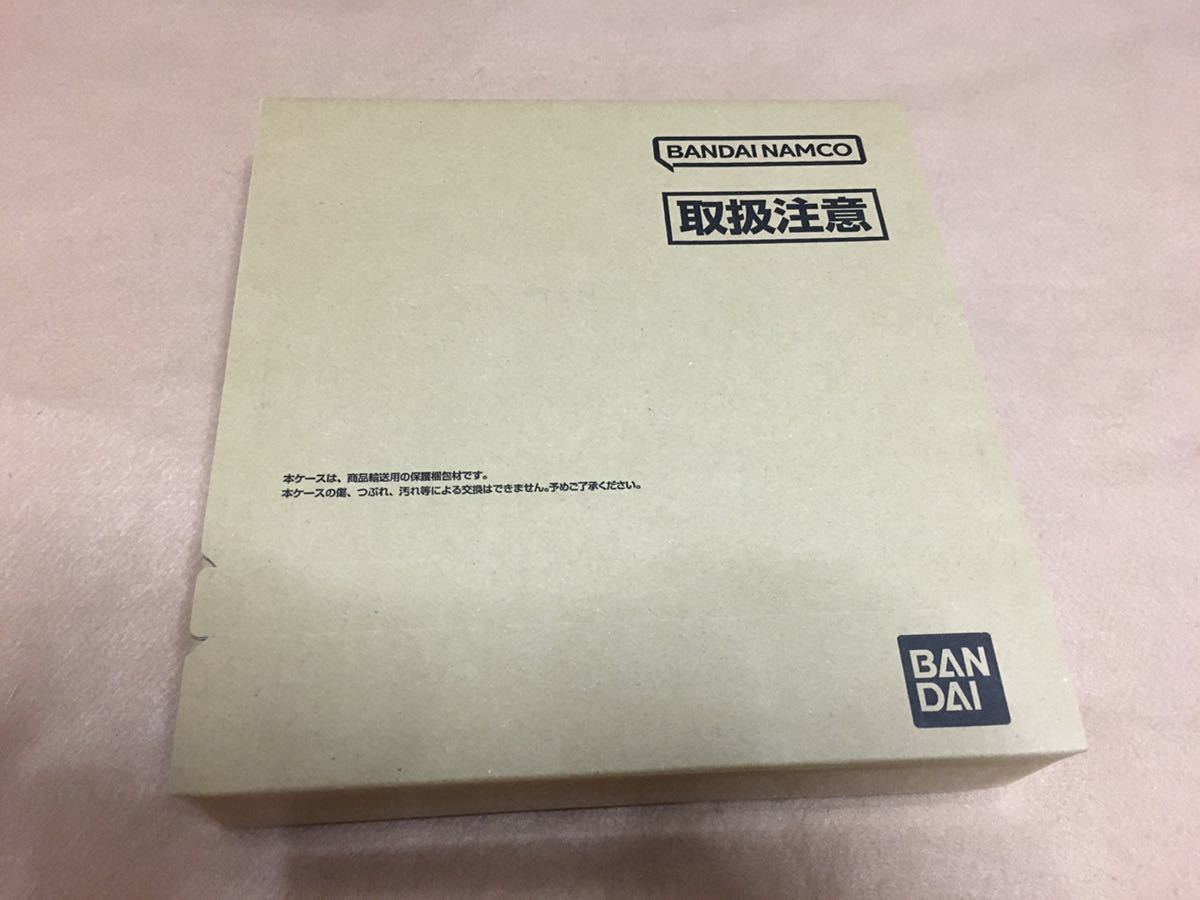 BANDAI NAMCO
取扱注意
本ケースは、商品輸送用の保護梱包材です。
本ケースの傷、つぶれ、汚れ等による交換はできません。予めご了承ください。
BAN
DAI